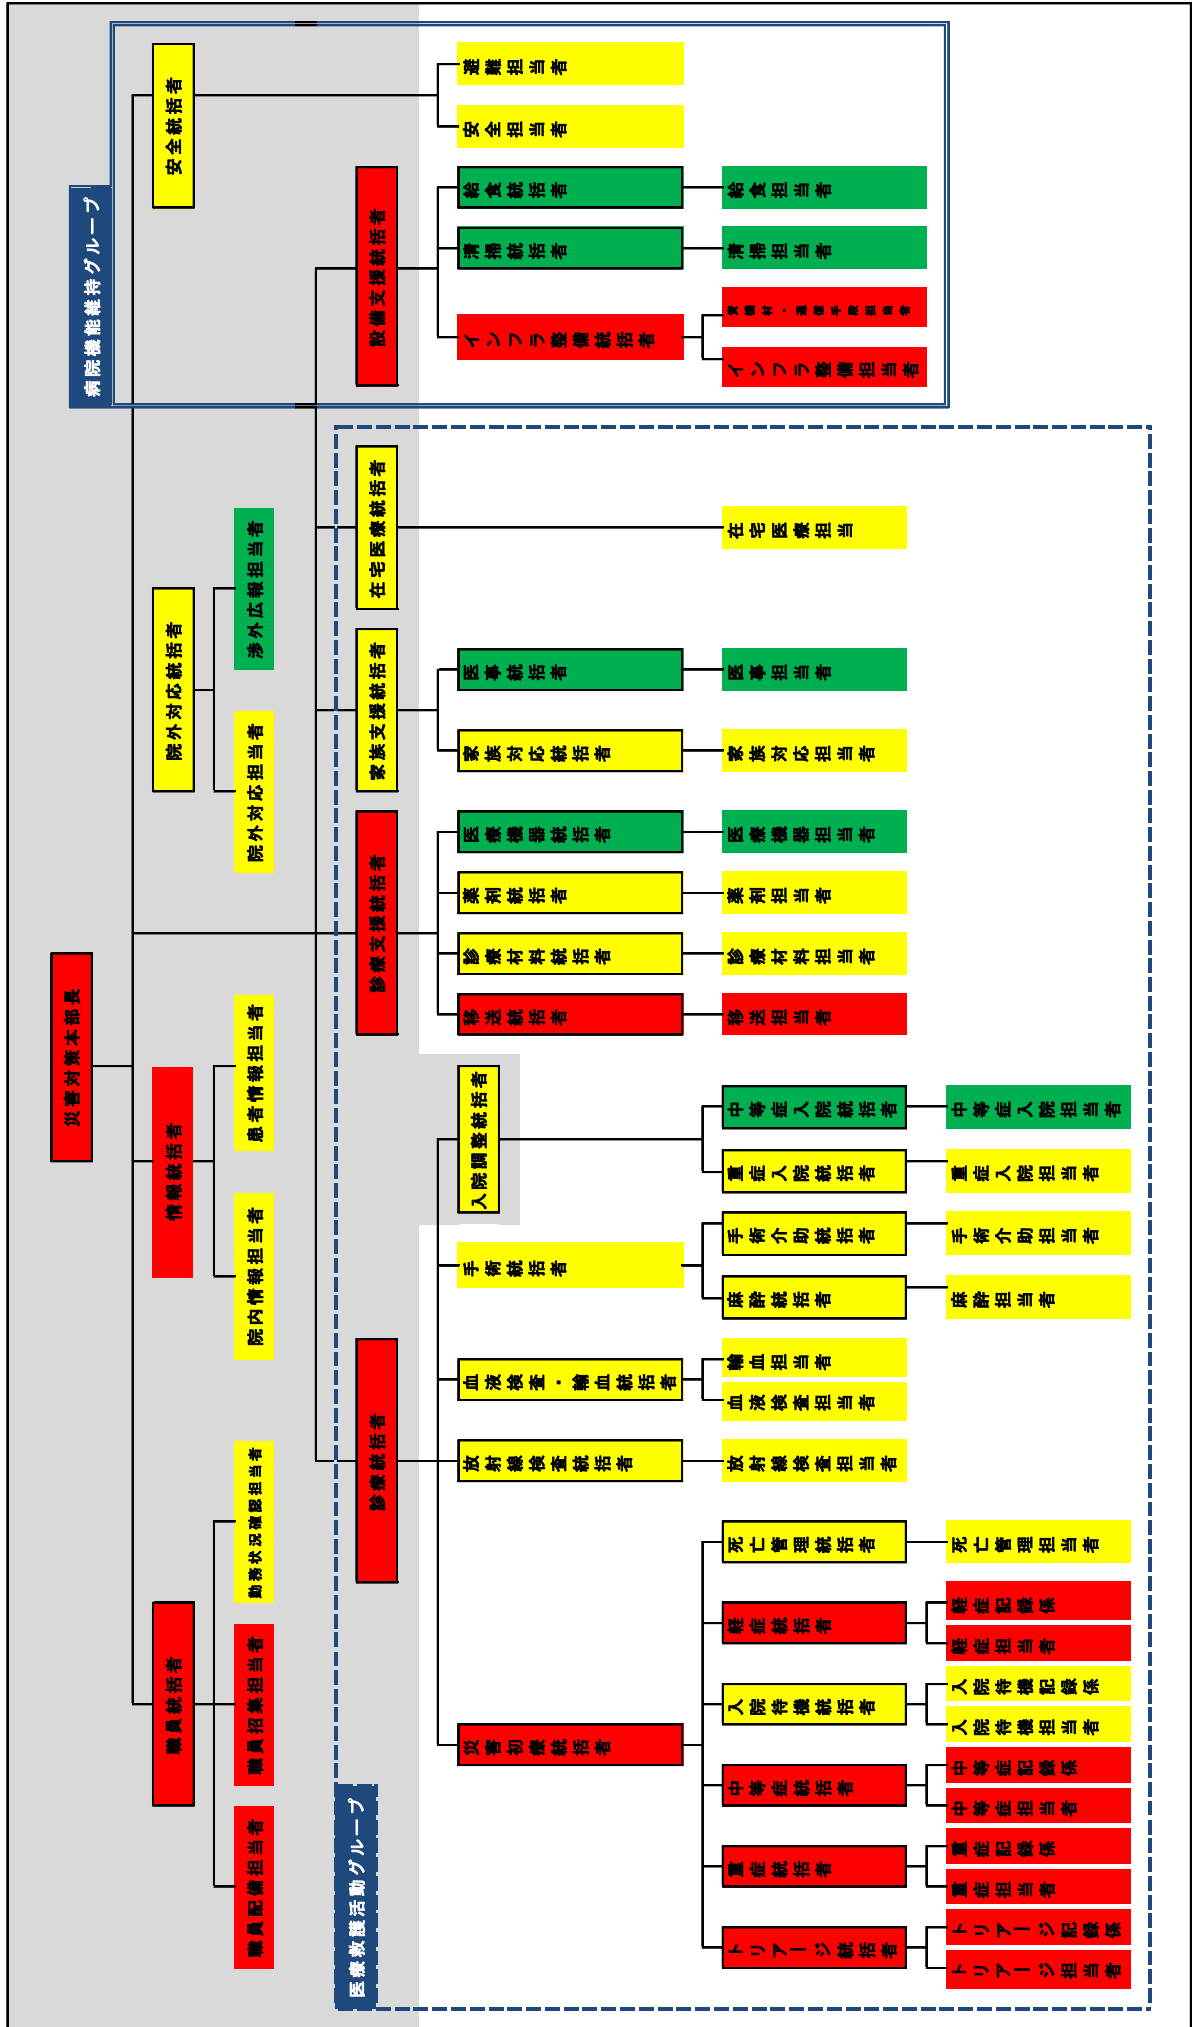 災害対策本部長
職員統括者
情報統括者
院外対応統括者
安全統括者
職員配備担当者
職員招集担当者
勤務状況確認担当者
院内情報担当者
患者情報担当者
院外対応担当者
渉外広報担当者
病院機能維持グループ
医療救護活動グループ
診療統括者
診療支援統括者
家族支援統括者
在宅医療統括者
設備支援統括者
災害初療統括者
放射線検査統括者
血液検査・輸血統括者
手術統括者
入院調整統括者
移送統括者
診療材料統括者
薬剤統括者
医療機器統括者
家族対応統括者
医事統括者
インフラ整備統括者
清掃統括者
給食統括者
安全担当者
避難担当者
トリアージ統括者
重症統括者
中等症統括者
入院待機統括者
軽症統括者
死亡管理統括者
放射線検査担当者
血液検査担当者
輸血担当者
麻酔統括者
手術介助統括者
重症入院統括者
中等症入院統括者
移送担当者
診療材料担当者
薬剤担当者
医療機器担当者
家族対応担当者
医事担当者
在宅医療担当
インフラ整備担当者
資機材・通信手段担当者
清掃担当者
給食担当者
トリアージ担当者
トリアージ記録係
重症担当者
重症記録係
中等症担当者
中等症記録係
入院待機担当者
入院待機記録係
軽症担当者
軽症記録係
死亡管理担当者
麻酔担当者
手術介助担当者
重症入院担当者
中等症入院担当者